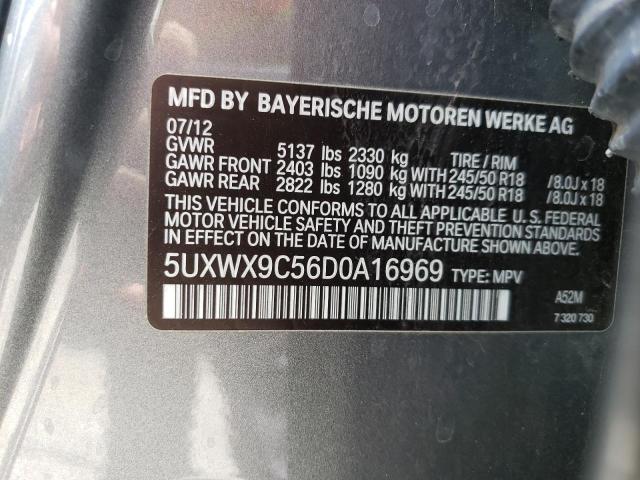 MFD BY BAYERISCHE MOTOREN WERKE AG
07/12
GVWR 5137 lbs 2330 kg TIRE / RIM
GAWR FRONT 2403 lbs 1090 kg WITH 245/50 R18 /8.0J x 18
GAWR REAR 2822 lbs 1280 kg WITH 245/50 R18 /8.0J x 18
THIS VEHICLE CONFORMS TO ALL APPLICABLE U. S. FEDERAL
MOTOR VEHICLE SAFETY AND THEFT PREVENTION STANDARDS
IN EFFECT ON THE DATE OF MANUFACTURE SHOWN ABOVE.
5UXWX9C56D0A16969 TYPE: MPV
A52M
7 320 730